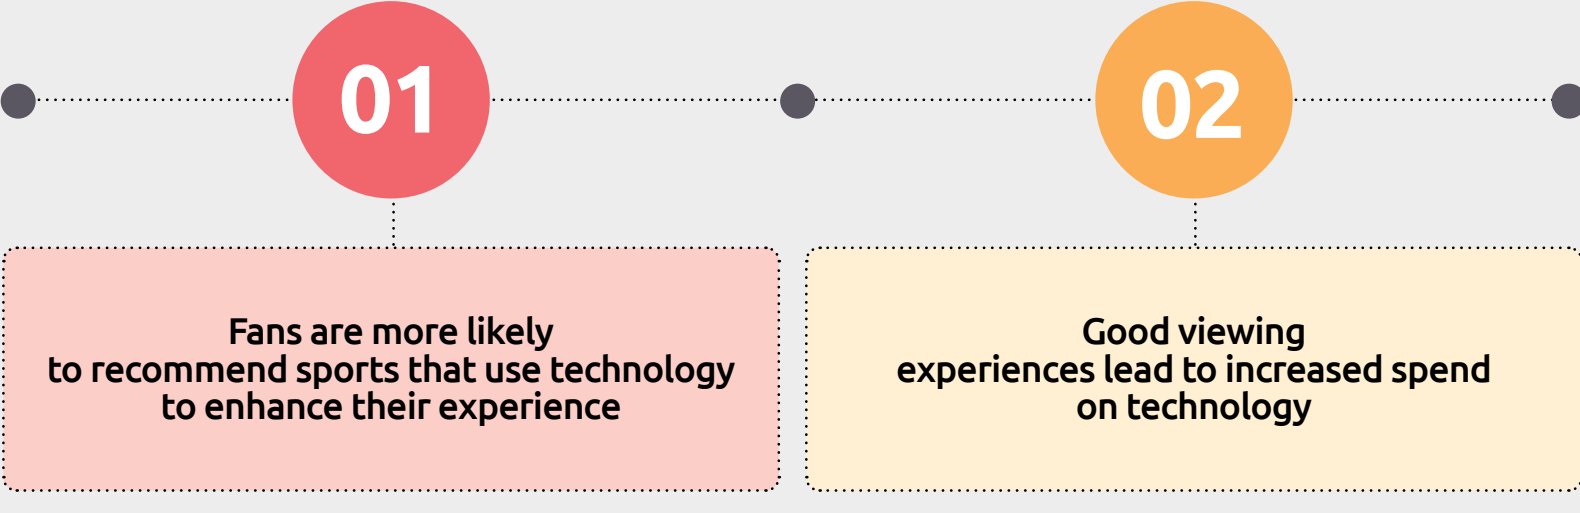 01
02
Fans are more likely
to recommend sports that use technology
to enhance their experience
Good viewing
experiences lead to increased spend
on technology